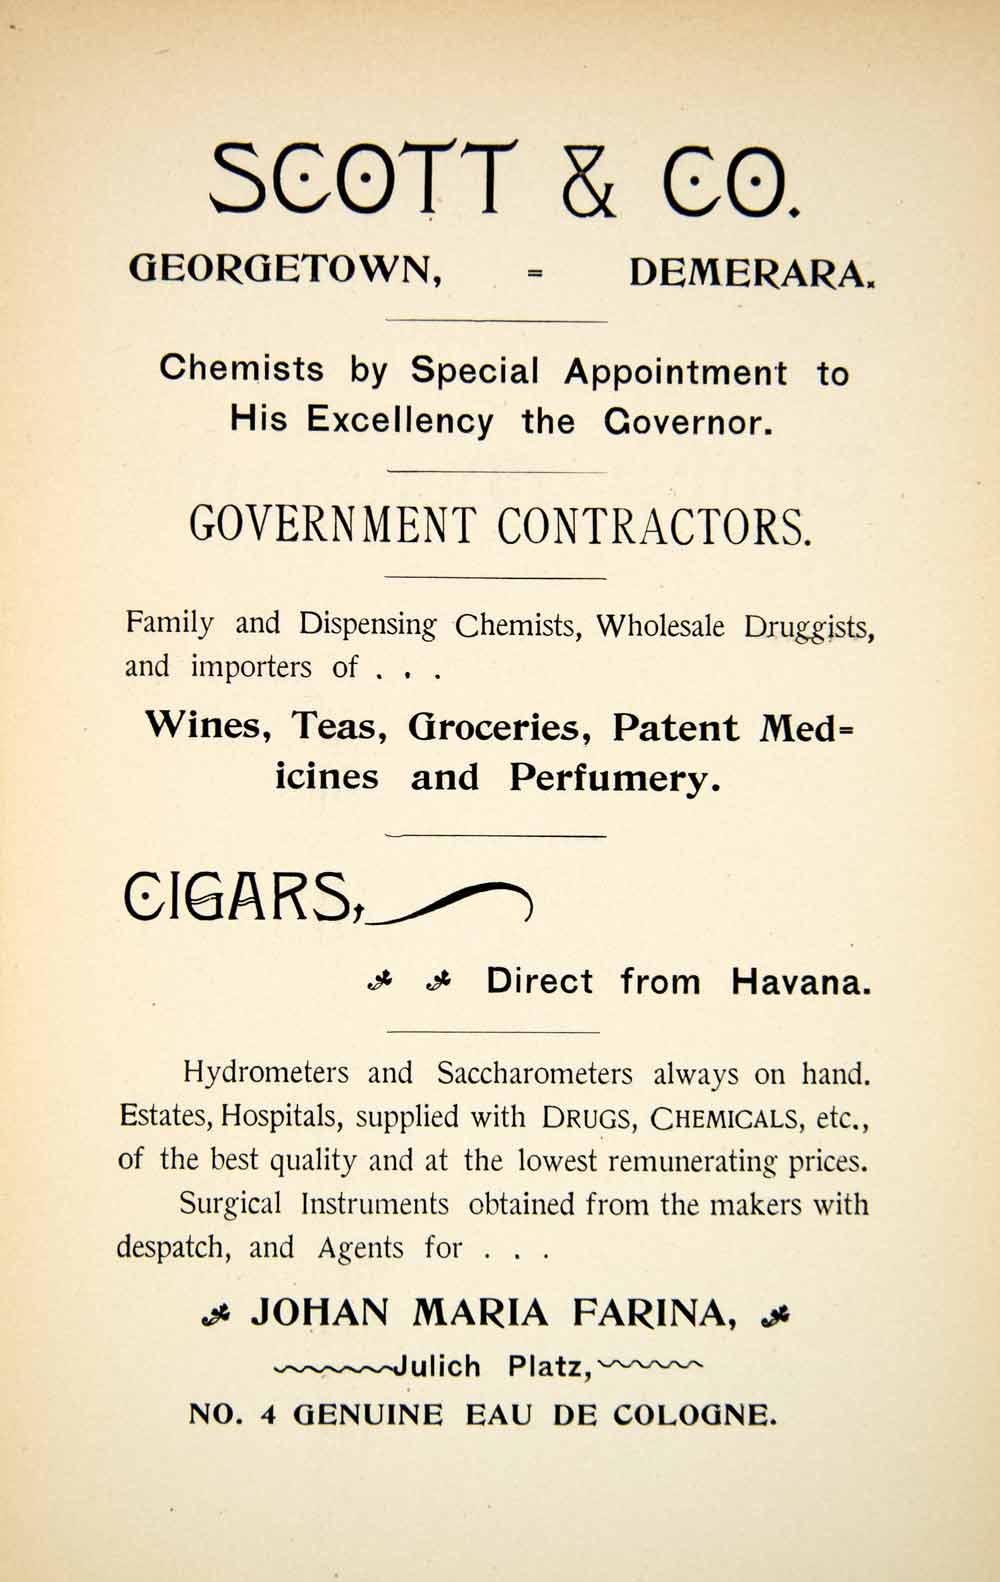 SCOTT & CO.
GEORGETOWN, = DEMERARA.
Chemists by Special Appointment to
His Excellency the Governor.
GOVERNMENT CONTRACTORS.
Family and Dispensing Chemists, Wholesale Druggists,
and importers of . . .
Wines, Teas, Groceries, Patent Med=
icines and Perfumery.
CIGARS,
Direct from Havana.
Hydrometers and Saccharometers always on hand.
Estates, Hospitals, supplied with DRUGS, CHEMICALS, etc.,
of the best quality and at the lowest remunerating prices.
Surgical Instruments obtained from the makers with
despatch, and Agents for . . .
JOHAN MARIA FARINA,
Julich Platz,
NO. 4 GENUINE EAU DE COLOGNE.